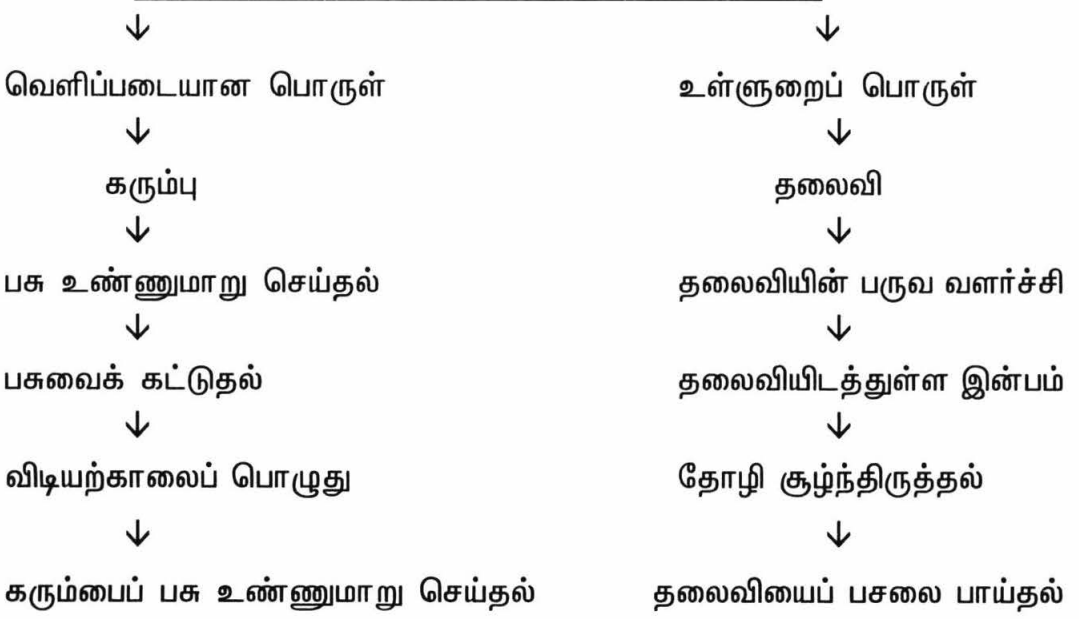 வெளிப்படையான பொருள் உள்ளுறைப் பொருள்
கரும்பு தலைவி
பசு உண்ணுமாறு செய்தல் தலைவியின் பருவ வளர்ச்சி
பசுவைக் கட்டுதல் தலைவியிடத்துள்ள இன்பம்
விடியற்காலைப் பொழுது தோழி சூழ்ந்திருத்தல்
கரும்பைப் பசு உண்ணுமாறு செய்தல் தலைவியைப் பசலை பாய்தல்